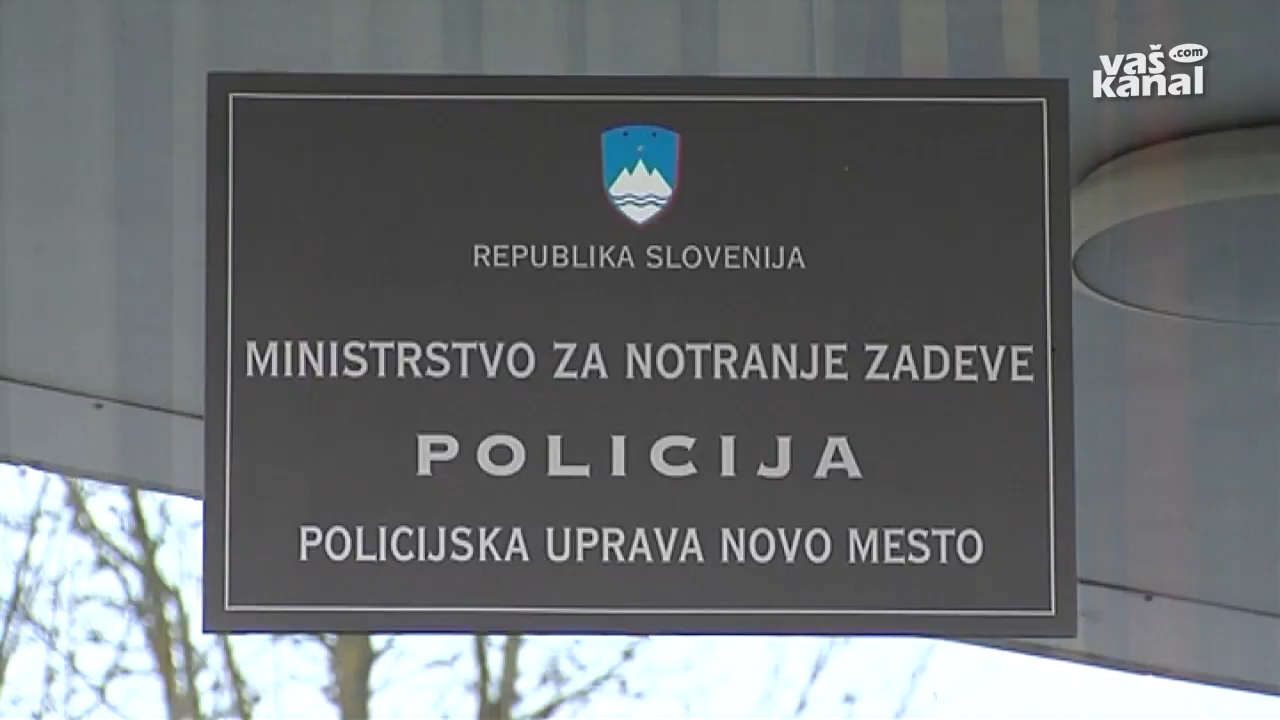 vaš .com
kanal
REPUBLIKA SLOVENIJA
MINISTRSTVO ZA NOTRANJE ZADEVE
POLICIJA
POLICIJSKA UPRAVA NOVO MESTO